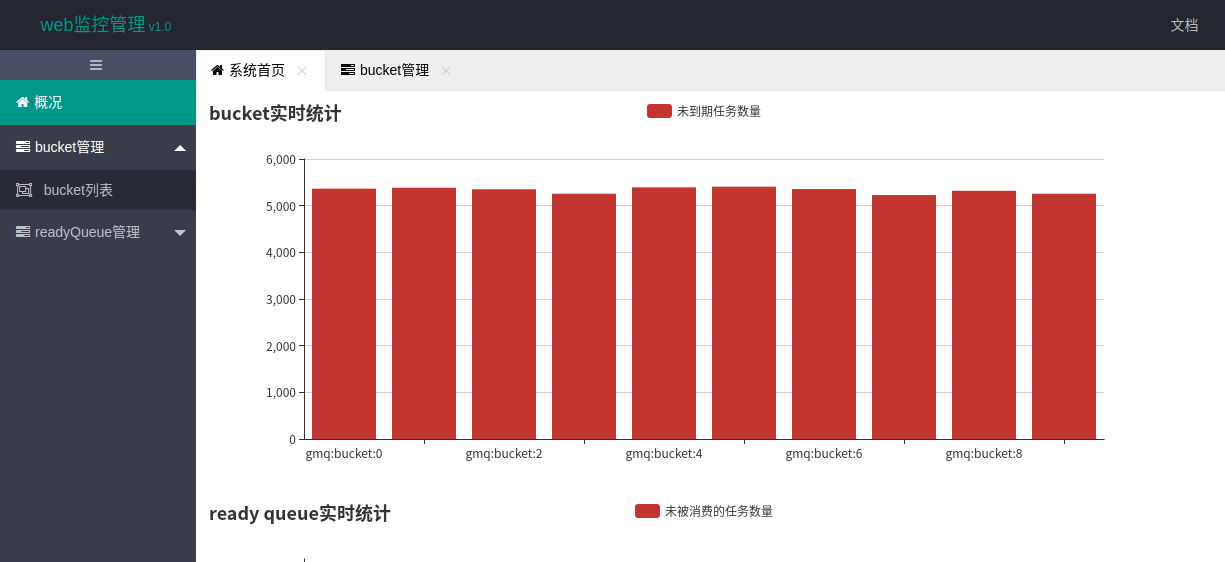 web监控管理 v1.0
文档
系统首页
bucket管理
概况
bucket管理
bucket列表
readyQueue管理
bucket实时统计
未到期任务数量
6,000
5,000
4,000
3,000
2,000
1,000
0
gmq:bucket:0 gmq:bucket:2 gmq:bucket:4 gmq:bucket:6 gmq:bucket:8
ready queue实时统计
未被消费的任务数量